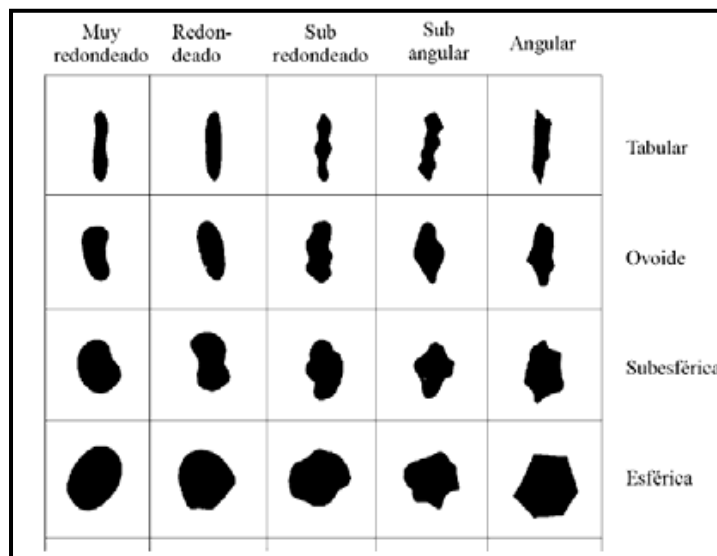 Muy
redondeado
Redon-
deado
Sub
redondeado
Sub
angular
Angular
Tabular
Ovoide
Subesférica
Esférica